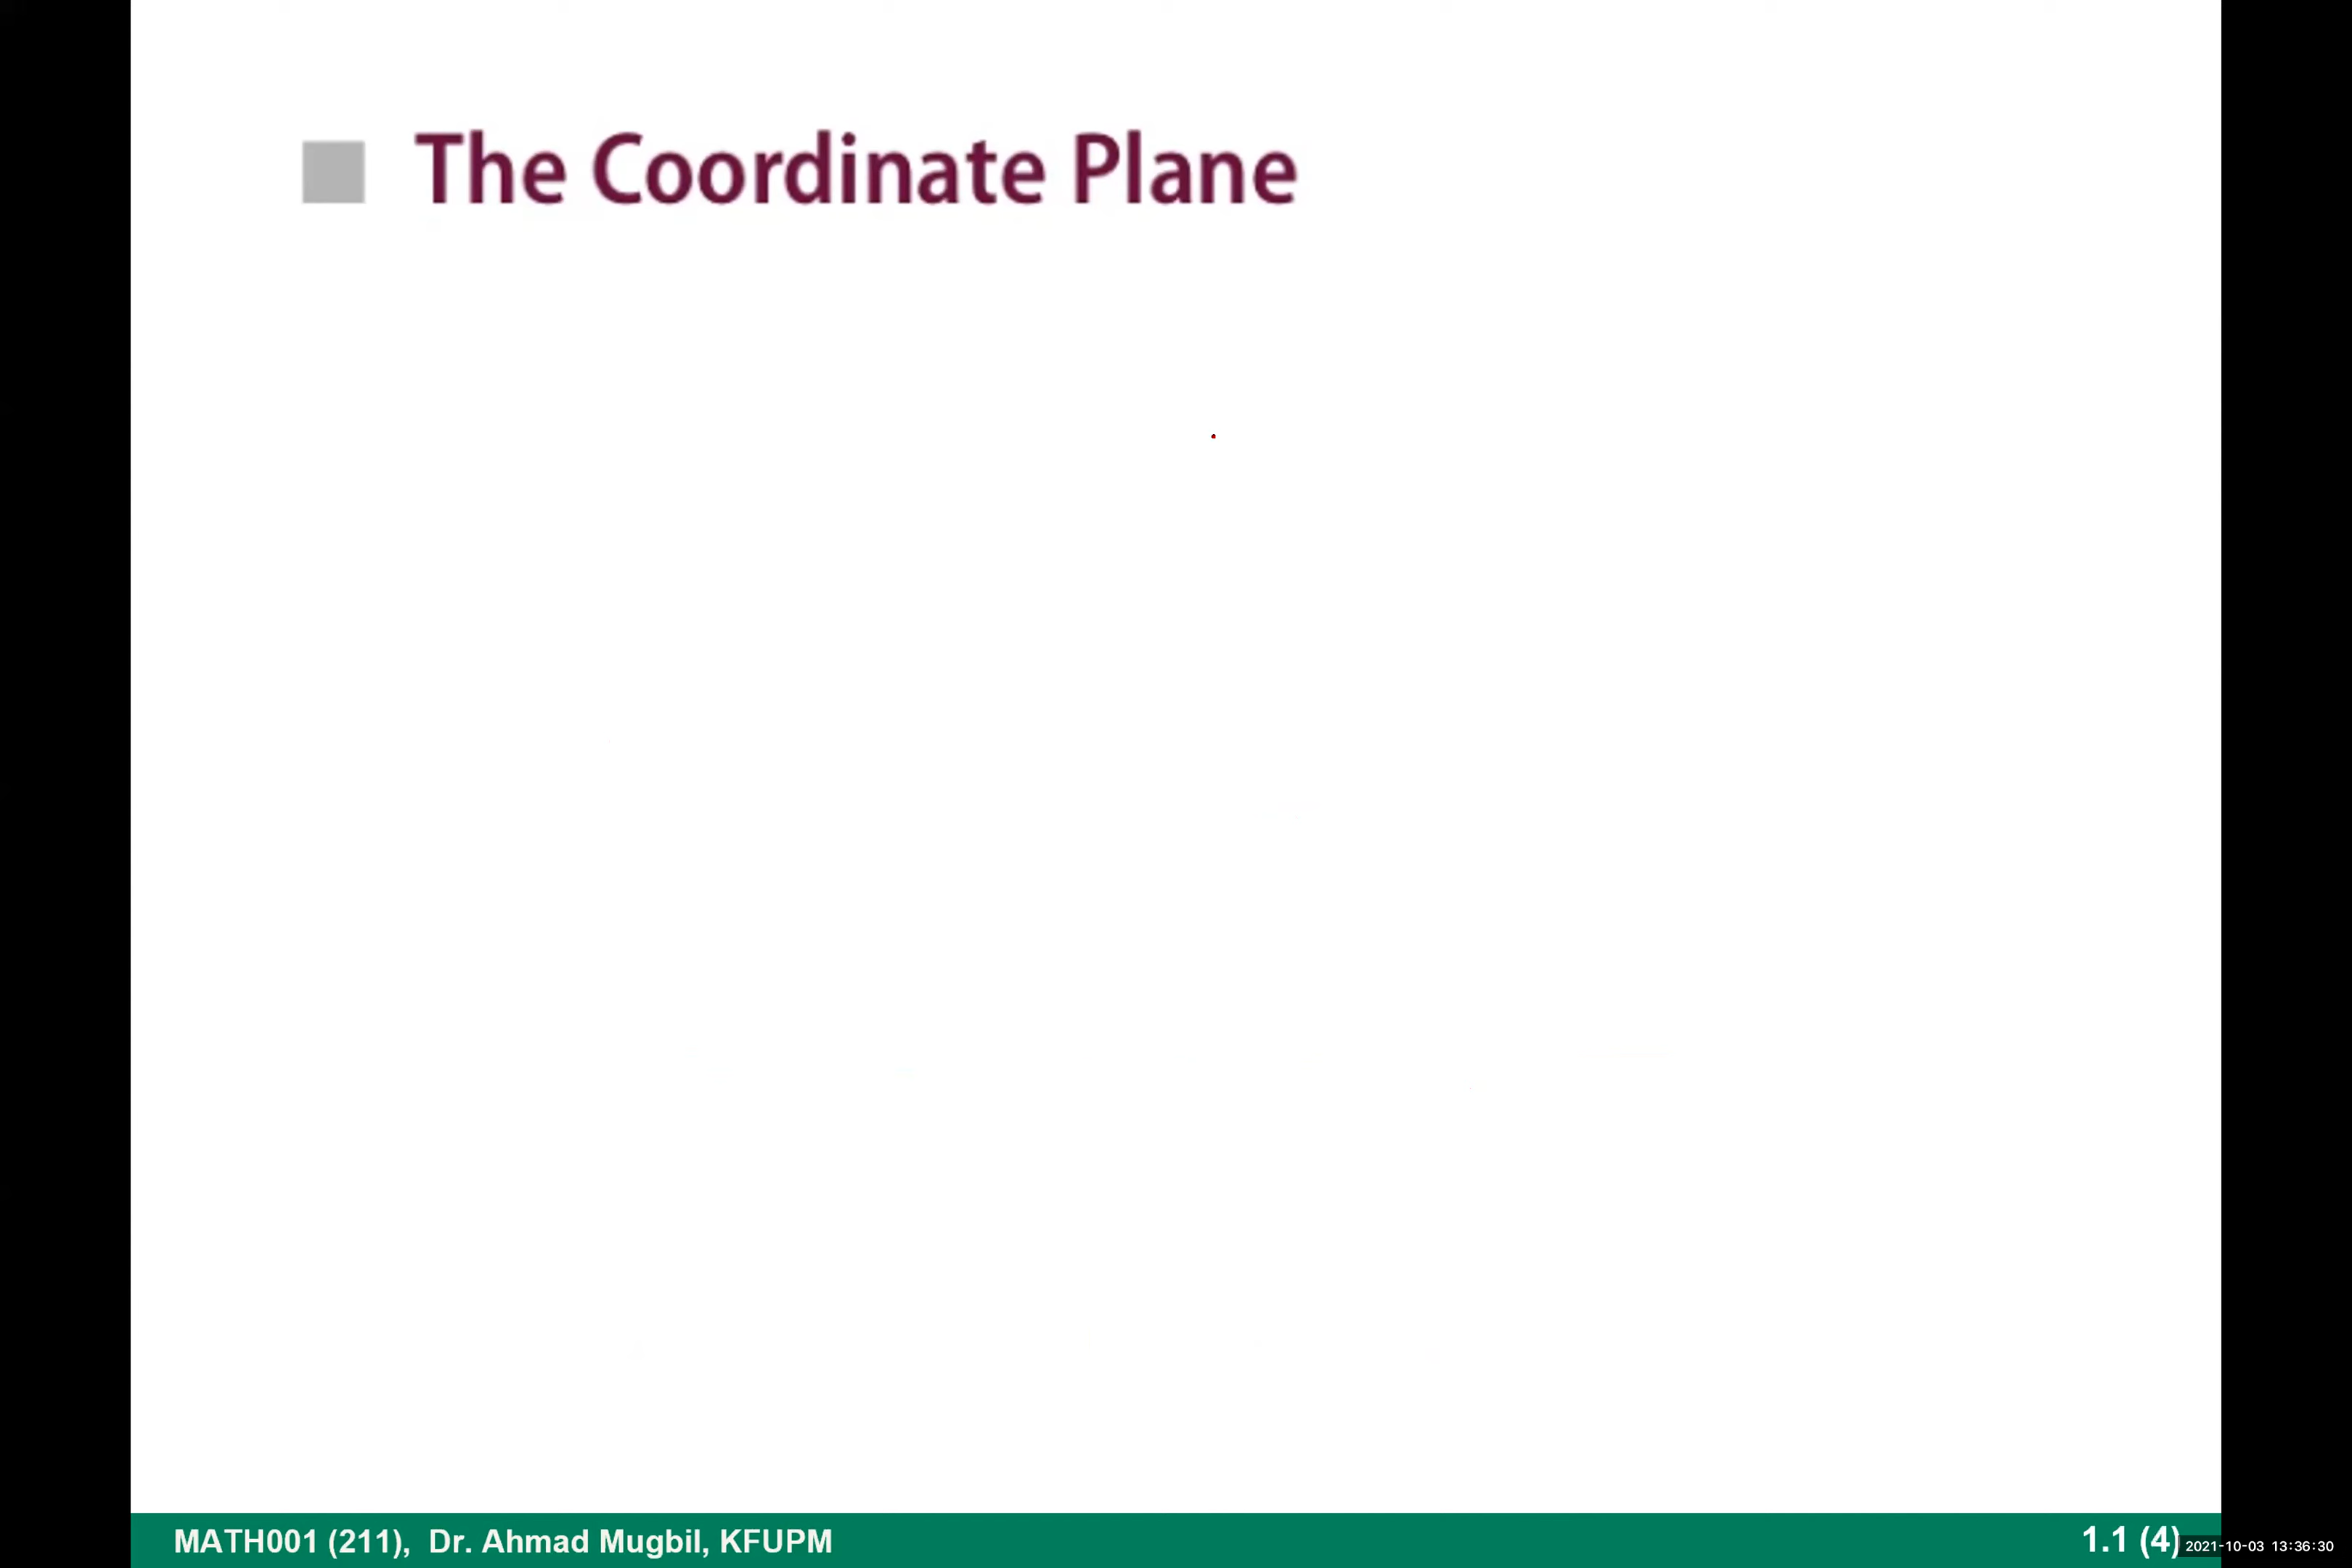 The Coordinate Plane
MATH001 (211), Dr. Ahmad Mugbil, KFUPM
1.1 (4)
2021-10-03 13:36:30